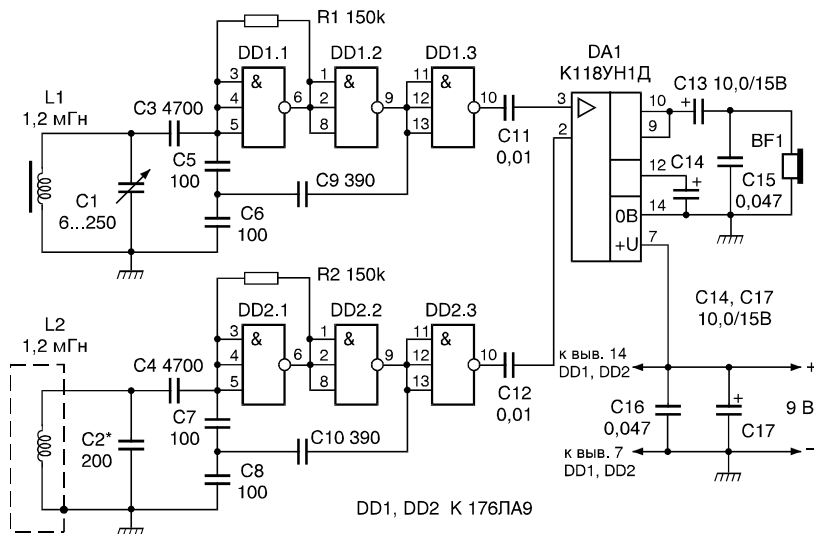 R1 150k
DD1.1
DD1.2
DD1.3
DA1
К118УН1Д
L1
1,2 мГн
C3 4700
3
4
5
&
6
1
2
8
&
9
11
12
13
&
10
C11
0,01
3
2
10
9
12
14
7
0В
+U
C13 10,0/15В
+
C14
+
C15
0,047
BF1
C1
6...250
C5
100
C6
100
C9 390
R2 150k
DD2.1
DD2.2
DD2.3
L2
1,2 мГн
C4 4700
3
4
5
&
6
1
2
8
&
9
11
12
13
&
10
C12
0,01
C2*
200
C7
100
C8
100
C10 390
C14, C17
10,0/15В
к выв. 14
DD1, DD2
+
C16
0,047
+
C17
9 В
к выв. 7
DD1, DD2
–
DD1, DD2 К 176ЛА9